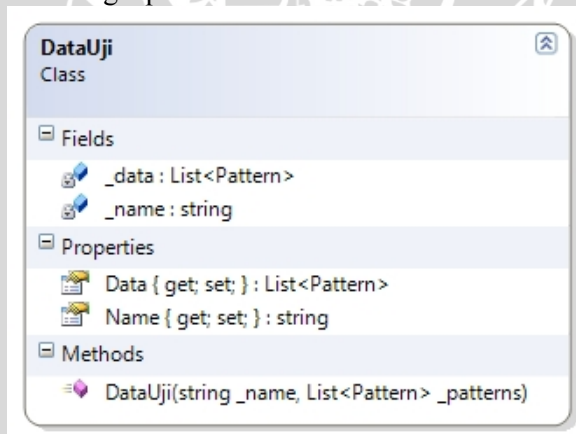 DataUji
Class
Fields
_data : List<Pattern>
_name : string
Properties
Data { get; set; } : List<Pattern>
Name { get; set; } : string
Methods
DataUji(string _name, List<Pattern> _patterns)